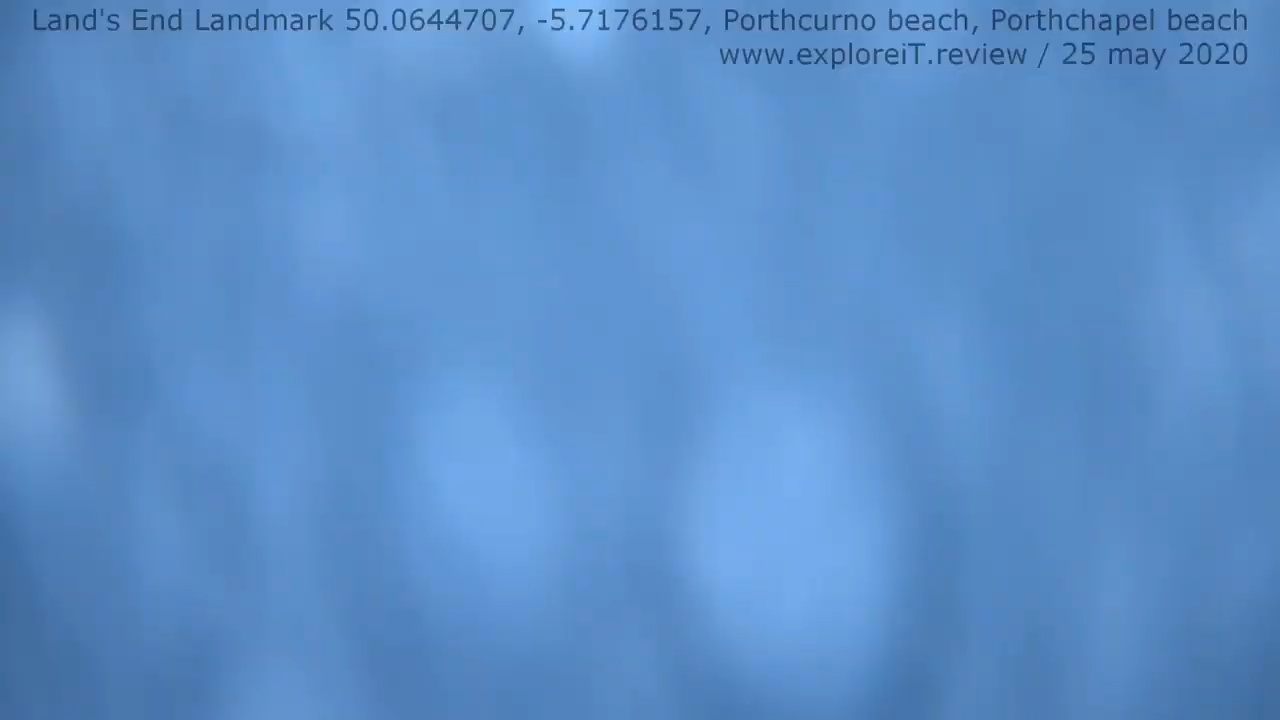 Land's End Landmark 50.0644707, -5.7176157, Porthcurno beach, Porthchapel beach
www.exploreiT.review / 25 may 2020